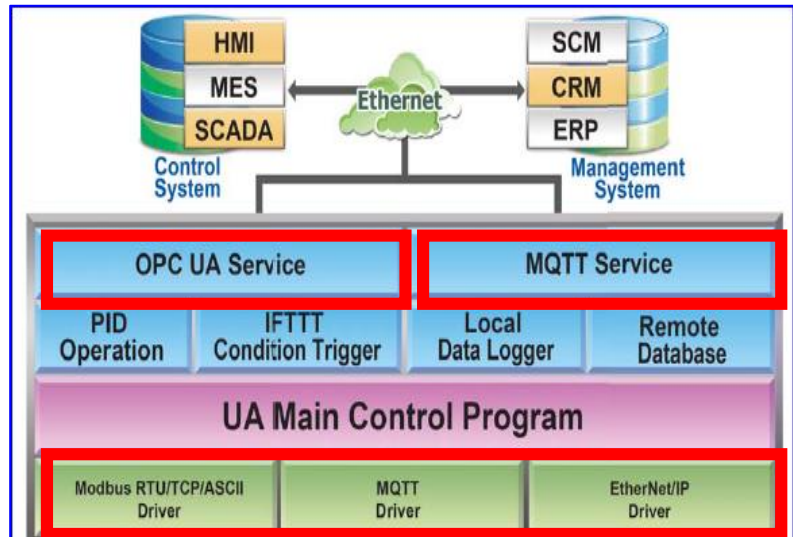 HMI
MES
SCADA
Control
System
Ethernet
SCM
CRM
ERP
Management
System
OPC UA Service
MQTT Service
PID
Operation
IFTTT
Condition Trigger
Local
Data Logger
Remote
Database
UA Main Control Program
Modbus RTU/TCP/ASCII
Driver
MQTT
Driver
EtherNet/IP
Driver